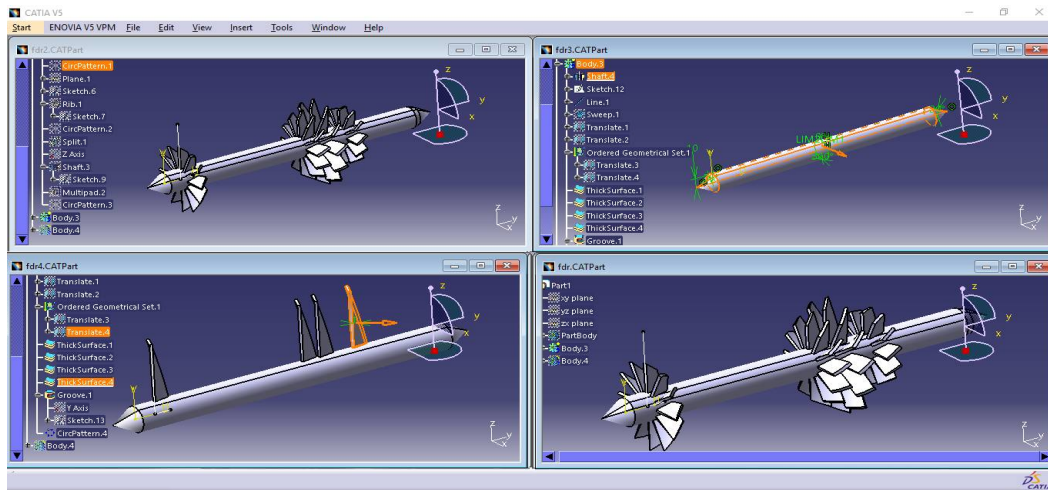 CATIA V5
Start ENOVIA V5 VPM File Edit View Insert Tools Window Help
fdr2.CATPart
CircPattern.1
Plane.1
Sketch.6
Rib.1
Sketch.7
CircPattern.2
Split.1
Z Axis
Shaft.3
Sketch.9
Multipad.2
CircPattern.3
Body.3
Body.4
z
y
x
z
y
x
fdr3.CATPart
Body.3
Shaft.4
Sketch.12
Line.1
Sweep.1
Translate.1
Translate.2
Ordered Geometrical Set.1
Translate.3
Translate.4
ThickSurface.1
ThickSurface.2
ThickSurface.3
ThickSurface.4
Groove.1
z
y
x
z
y
x
fdr4.CATPart
Translate.1
Translate.2
Ordered Geometrical Set.1
Translate.3
Translate.4
ThickSurface.1
ThickSurface.2
ThickSurface.3
ThickSurface.4
Groove.1
Y Axis
Sketch.13
CircPattern.4
Body.4
z
y
x
z
y
x
fdr.CATPart
Part1
xy plane
yz plane
zx plane
PartBody
Body.3
Body.4
z
y
x
z
y
x